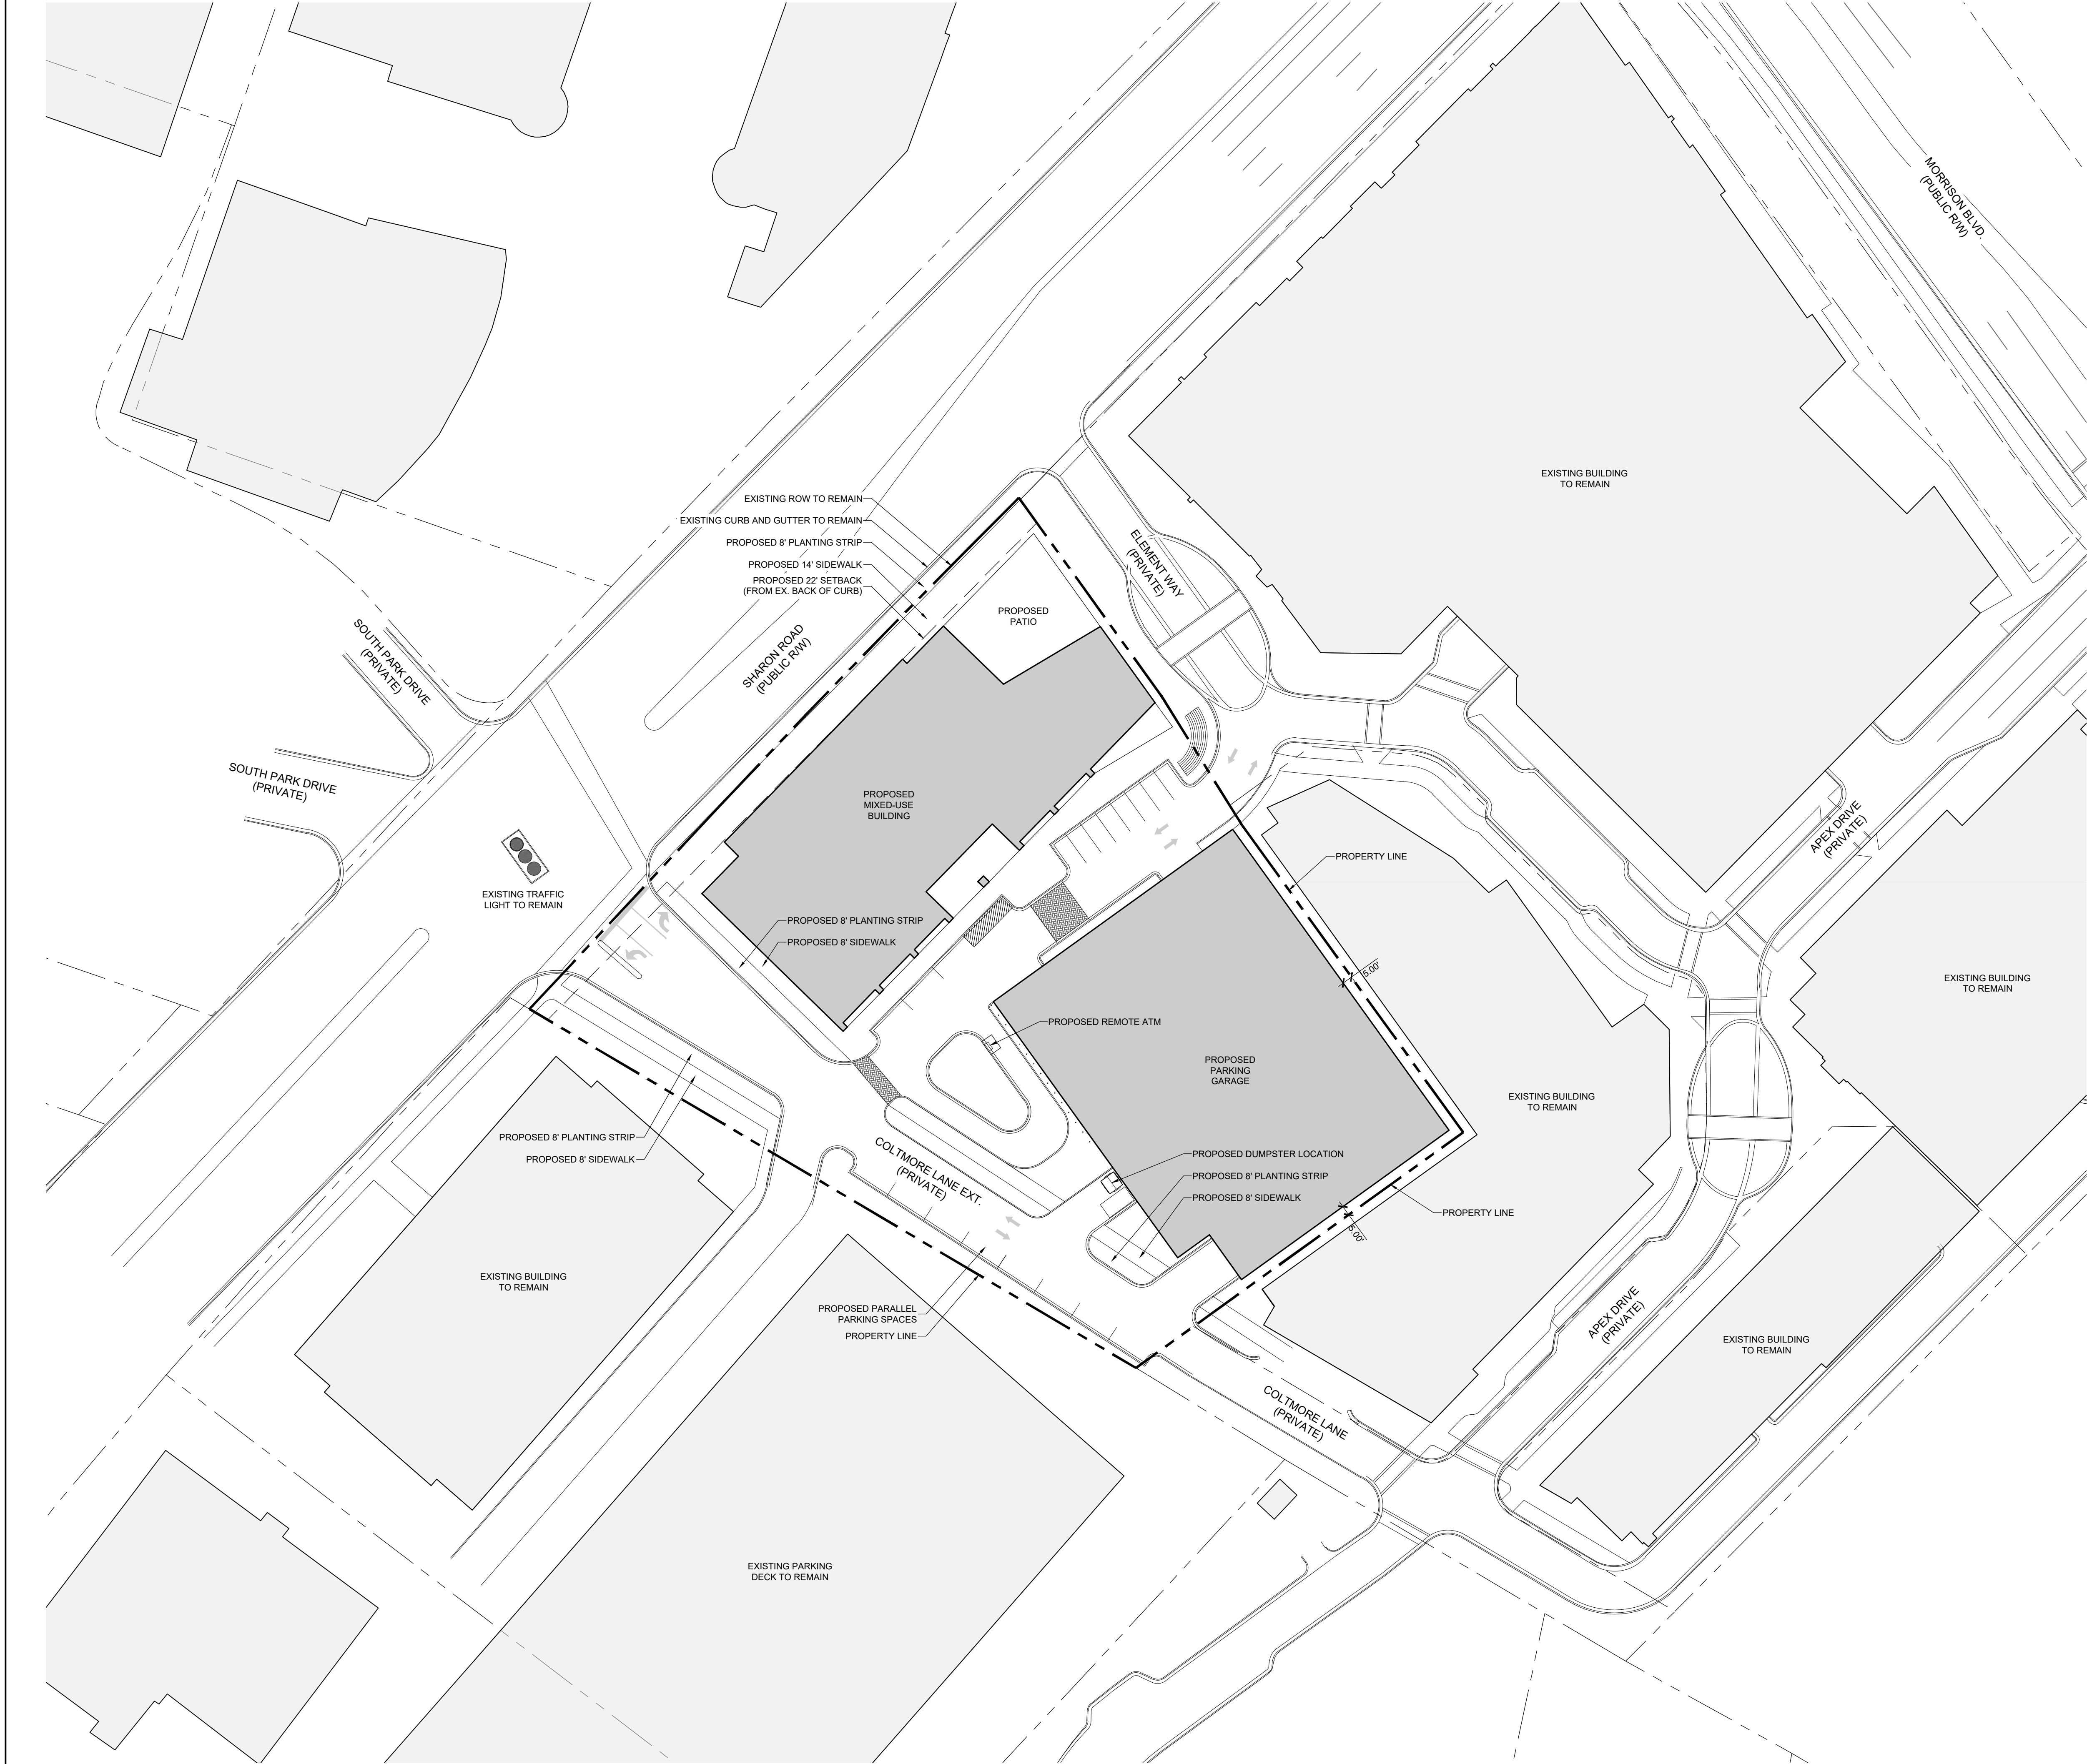 MORRISON BLVD.
(PUBLIC R/W)
EXISTING BUILDING
TO REMAIN
EXISTING ROW TO REMAIN
EXISTING CURB AND GUTTER TO REMAIN
PROPOSED 8' PLANTING STRIP
PROPOSED 14' SIDEWALK
PROPOSED 22' SETBACK
(FROM EX. BACK OF CURB)
ELEMENT WAY
(PRIVATE)
PROPOSED
PATIO
SHARON ROAD
(PUBLIC R/W)
SOUTH PARK DRIVE
(PRIVATE)
SOUTH PARK DRIVE
(PRIVATE)
PROPOSED
MIXED-USE
BUILDING
APEX DRIVE
(PRIVATE)
PROPERTY LINE
EXISTING TRAFFIC
LIGHT TO REMAIN
PROPOSED 8' PLANTING STRIP
PROPOSED 8' SIDEWALK
5.00'
EXISTING BUILDING
TO REMAIN
PROPOSED REMOTE ATM
PROPOSED
PARKING
GARAGE
EXISTING BUILDING
TO REMAIN
PROPOSED 8' PLANTING STRIP
PROPOSED 8' SIDEWALK
COLTMORE LANE EXT.
(PRIVATE)
PROPOSED DUMPSTER LOCATION
PROPOSED 8' PLANTING STRIP
PROPOSED 8' SIDEWALK
PROPERTY LINE
5.00'
EXISTING BUILDING
TO REMAIN
PROPOSED PARALLEL
PARKING SPACES
PROPERTY LINE
APEX DRIVE
(PRIVATE)
EXISTING BUILDING
TO REMAIN
COLTMORE LANE
(PRIVATE)
EXISTING PARKING
DECK TO REMAIN